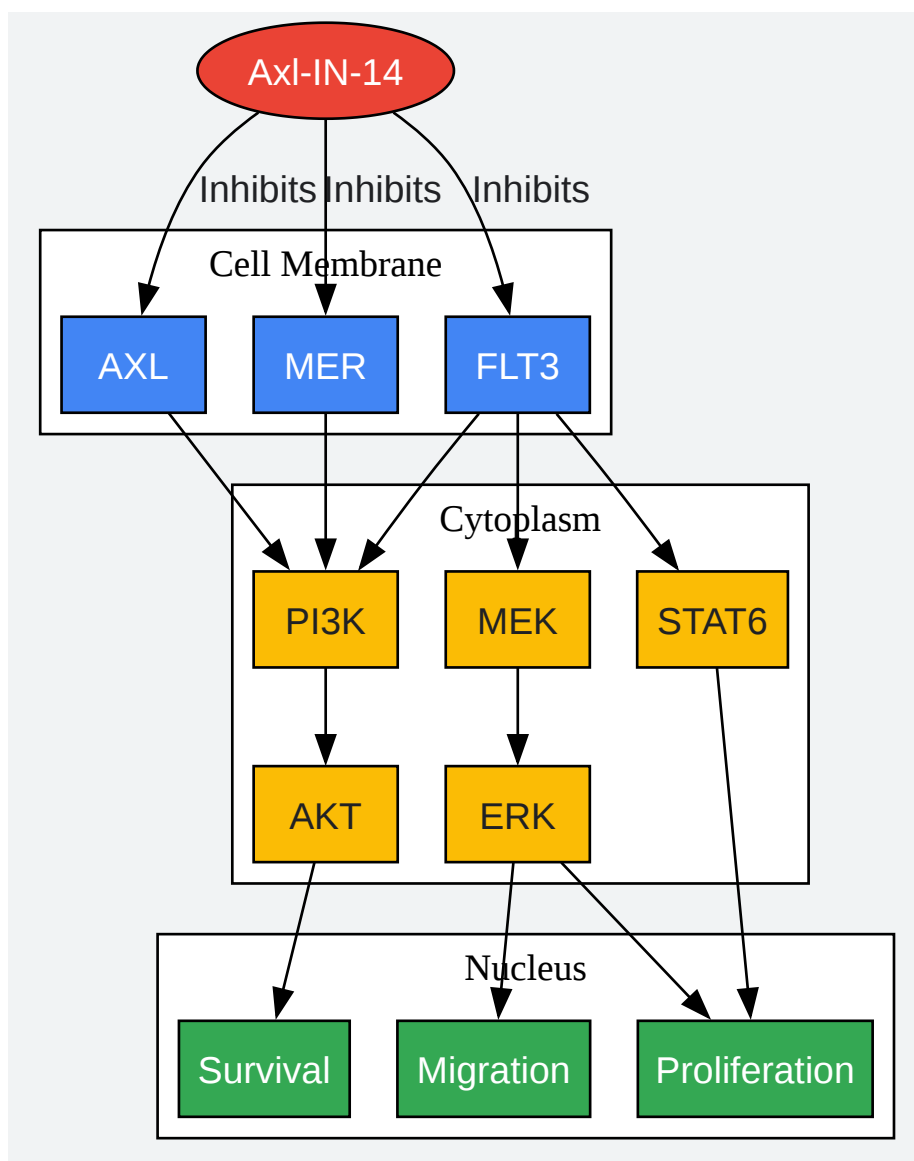 Axl-IN-14
Inhibits Inhibits Inhibits
Cell Membrane
AXL MER FLT3
Cytoplasm
PI3K MEK STAT6
AKT ERK
Nucleus
Survival Migration Proliferation